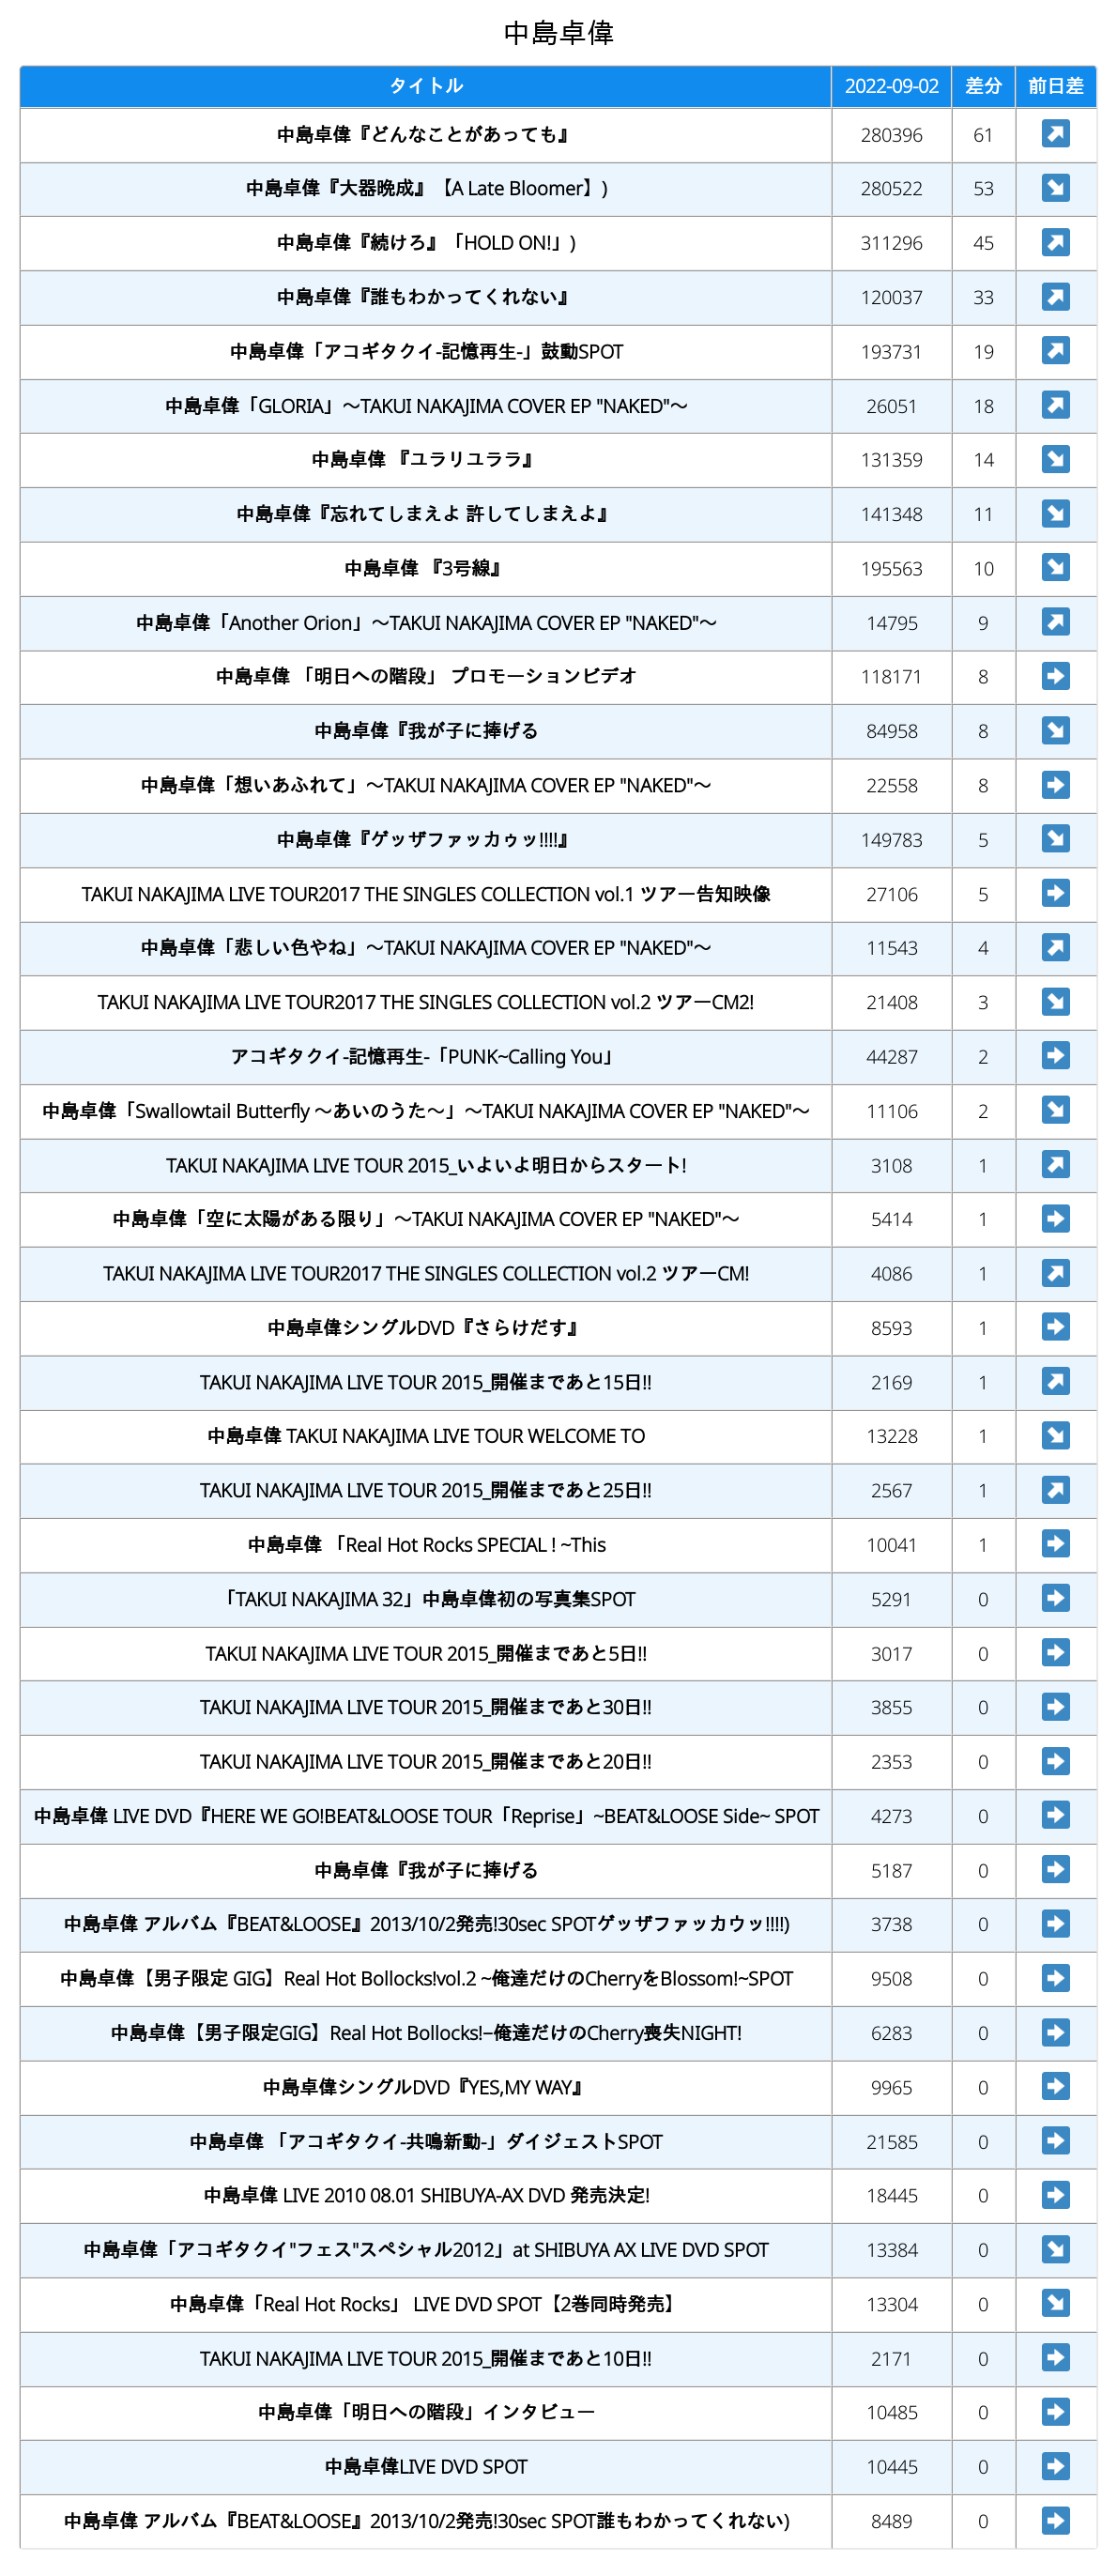 中島卓偉
タイトル 2022-09-02 差分 前日差
中島卓偉『どんなことがあっても』 280396 61 ↗
中島卓偉『大器晩成』【A Late Bloomer】) 280522 53 ↘
中島卓偉『続けろ』「HOLD ON!」) 311296 45 ↗
中島卓偉『誰もわかってくれない』 120037 33 ↗
中島卓偉「アコギタクイ-記憶再生-」鼓動SPOT 193731 19 ↗
中島卓偉「GLORIA」～TAKUI NAKAJIMA COVER EP "NAKED"～ 26051 18 ↗
中島卓偉 『ユラリユララ』 131359 14 ↘
中島卓偉『忘れてしまえよ 許してしまえよ』 141348 11 ↘
中島卓偉 『3号線』 195563 10 ↘
中島卓偉「Another Orion」～TAKUI NAKAJIMA COVER EP "NAKED"～ 14795 9 ↗
中島卓偉 「明日への階段」 プロモーションビデオ 118171 8 ➡
中島卓偉『我が子に捧げる 84958 8 ↘
中島卓偉「想いあふれて」～TAKUI NAKAJIMA COVER EP "NAKED"～ 22558 8 ➡
中島卓偉『ゲッザファッカゥッ!!!!』 149783 5 ↘
TAKUI NAKAJIMA LIVE TOUR2017 THE SINGLES COLLECTION vol.1 ツアー告知映像 27106 5 ➡
中島卓偉「悲しい色やね」～TAKUI NAKAJIMA COVER EP "NAKED"～ 11543 4 ↗
TAKUI NAKAJIMA LIVE TOUR2017 THE SINGLES COLLECTION vol.2 ツアーCM2! 21408 3 ↘
アコギタクイ-記憶再生-「PUNK~Calling You」 44287 2 ➡
中島卓偉「Swallowtail Butterfly ～あいのうた～」～TAKUI NAKAJIMA COVER EP "NAKED"～ 11106 2 ↘
TAKUI NAKAJIMA LIVE TOUR 2015_いよいよ明日からスタート! 3108 1 ↗
中島卓偉「空に太陽がある限り」～TAKUI NAKAJIMA COVER EP "NAKED"～ 5414 1 ➡
TAKUI NAKAJIMA LIVE TOUR2017 THE SINGLES COLLECTION vol.2 ツアーCM! 4086 1 ↗
中島卓偉シングルDVD『さらけだす』 8593 1 ➡
TAKUI NAKAJIMA LIVE TOUR 2015_開催まであと15日!! 2169 1 ↗
中島卓偉 TAKUI NAKAJIMA LIVE TOUR WELCOME TO 13228 1 ↘
TAKUI NAKAJIMA LIVE TOUR 2015_開催まであと25日!! 2567 1 ↗
中島卓偉 「Real Hot Rocks SPECIAL ! ~This 10041 1 ➡
「TAKUI NAKAJIMA 32」中島卓偉初の写真集SPOT 5291 0 ➡
TAKUI NAKAJIMA LIVE TOUR 2015_開催まであと5日!! 3017 0 ➡
TAKUI NAKAJIMA LIVE TOUR 2015_開催まであと30日!! 3855 0 ➡
TAKUI NAKAJIMA LIVE TOUR 2015_開催まであと20日!! 2353 0 ➡
中島卓偉 LIVE DVD『HERE WE GO!BEAT&LOOSE TOUR「Reprise」~BEAT&LOOSE Side~ SPOT 4273 0 ➡
中島卓偉『我が子に捧げる 5187 0 ➡
中島卓偉 アルバム『BEAT&LOOSE』2013/10/2発売!30sec SPOTゲッザファッカウッ!!!!) 3738 0 ➡
中島卓偉【男子限定 GIG】Real Hot Bollocks!vol.2 ~俺達だけのCherryをBlossom!~SPOT 9508 0 ➡
中島卓偉【男子限定GIG】Real Hot Bollocks!−俺達だけのCherry喪失NIGHT! 6283 0 ➡
中島卓偉シングルDVD『YES,MY WAY』 9965 0 ➡
中島卓偉 「アコギタクイ-共鳴新動-」ダイジェストSPOT 21585 0 ➡
中島卓偉 LIVE 2010 08.01 SHIBUYA-AX DVD 発売決定! 18445 0 ➡
中島卓偉「アコギタクイ"フェス"スペシャル2012」at SHIBUYA AX LIVE DVD SPOT 13384 0 ↘
中島卓偉「Real Hot Rocks」 LIVE DVD SPOT【2巻同時発売】 13304 0 ↘
TAKUI NAKAJIMA LIVE TOUR 2015_開催まであと10日!! 2171 0 ➡
中島卓偉「明日への階段」インタビュー 10485 0 ➡
中島卓偉LIVE DVD SPOT 10445 0 ➡
中島卓偉 アルバム『BEAT&LOOSE』2013/10/2発売!30sec SPOT誰もわかってくれない) 8489 0 ➡